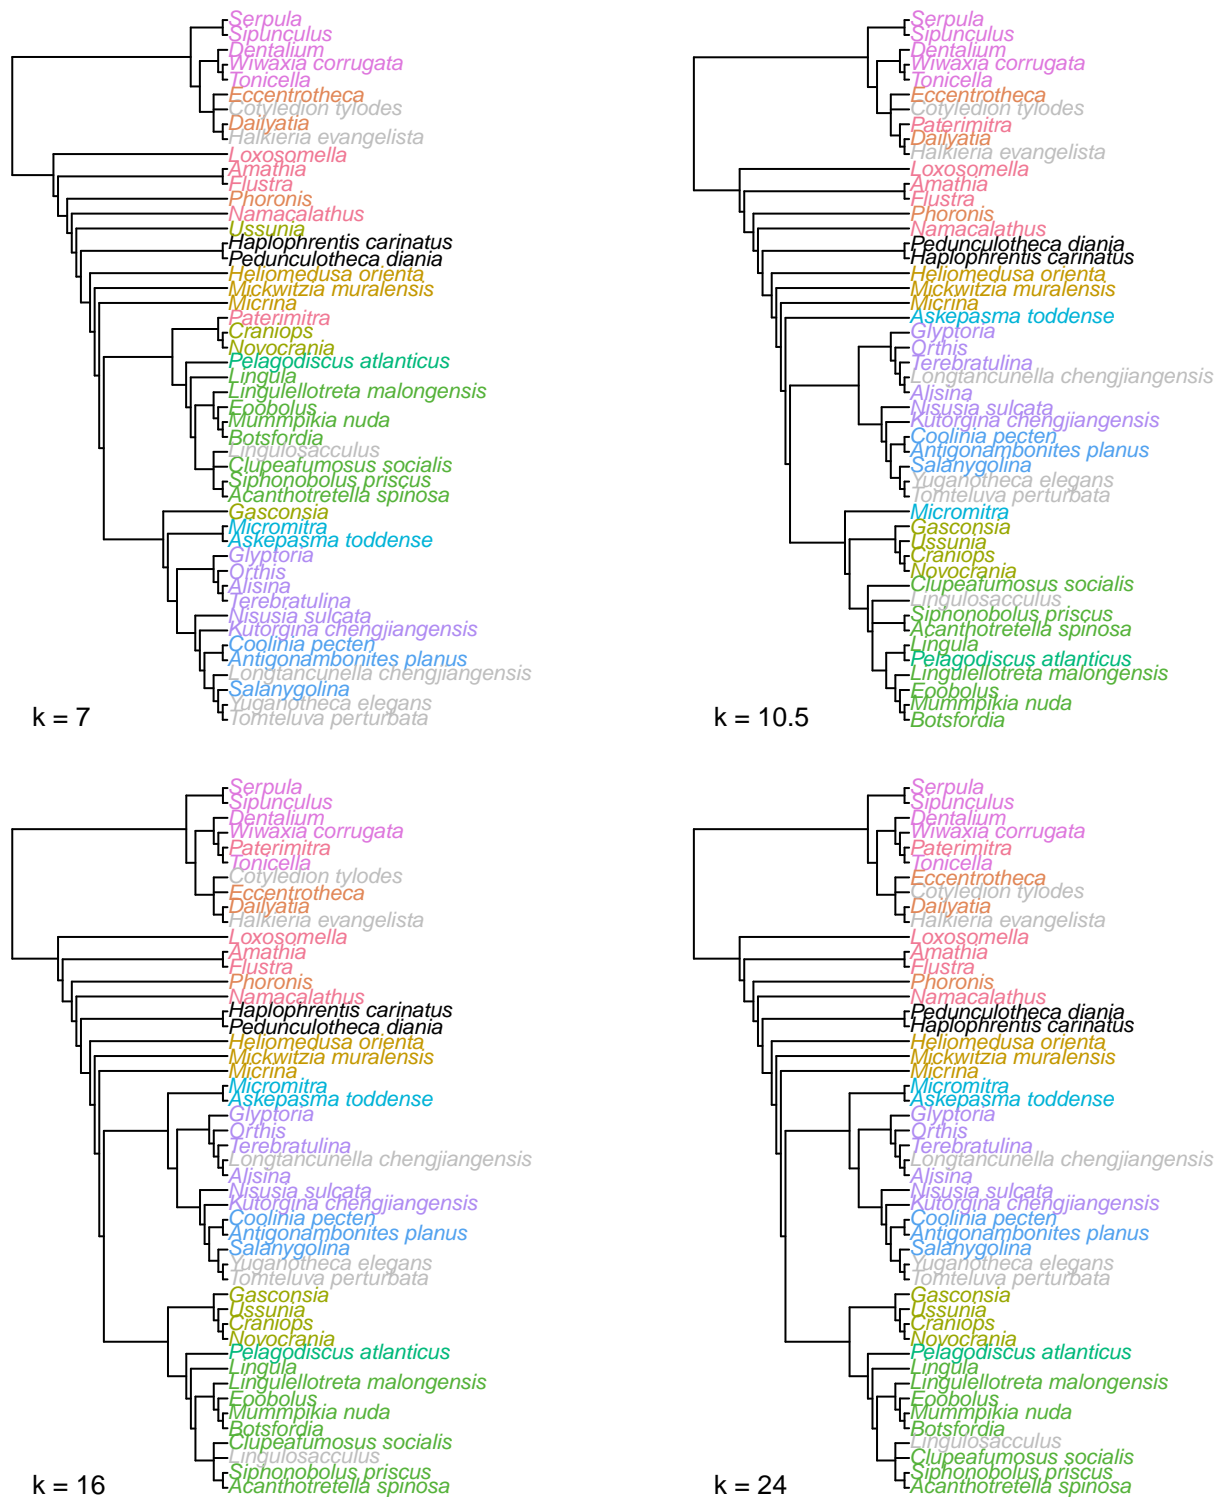 Serpula
Sipunculus
Dentalium
Wiwaxia corrugata
Tonicella
Eccentrotheca
Cotyledion tylodes
Dailyatia
Halkieria evangelista
Loxosomella
Amathia
Flustra
Phoronis
Namacalathus
Ussunia
Haplophrentis carinatus
Pedunculotheca diania
Heliomedusa orienta
Mickwitzia muralensis
Micrina
Paterimitra
Craniops
Novocrania
Pelagodiscus atlanticus
Lingula
Lingulellotreta malongensis
Eoobolus
Mummpikia nuda
Botsfordia
Lingulosacculus
Clupeafumosus socialis
Siphonobolus priscus
Acanthotretella spinosa
Gasconsia
Micromitra
Askepasma toddense
Glyptoria
Orthis
Alisina
Terebratulina
Nisusia sulcata
Kutorgina chengjiangensis
Coolinia pecten
Antigonambonites planus
Longtancunella chengjiangensis
Salanygolina
Yuganotheca elegans
Tomteluva perturbata
k = 7
Serpula
Sipunculus
Dentalium
Wiwaxia corrugata
Tonicella
Eccentrotheca
Cotyledion tylodes
Paterimitra
Dailyatia
Halkieria evangelista
Loxosomella
Amathia
Flustra
Phoronis
Namacalathus
Pedunculotheca diania
Haplophrentis carinatus
Heliomedusa orienta
Mickwitzia muralensis
Micrina
Askepasma toddense
Glyptoria
Orthis
Terebratulina
Longtancunella chengjiangensis
Alisina
Nisusia sulcata
Kutorgina chengjiangensis
Coolinia pecten
Antigonambonites planus
Salanygolina
Yuganotheca elegans
Tomteluva perturbata
Micromitra
Gasconsia
Ussunia
Craniops
Novocrania
Clupeafumosus socialis
Lingulosacculus
Siphonobolus priscus
Acanthotretella spinosa
Lingula
Pelagodiscus atlanticus
Lingulellotreta malongensis
Eoobolus
Mummpikia nuda
Botsfordia
k = 10.5
Serpula
Sipunculus
Dentalium
Wiwaxia corrugata
Paterimitra
Tonicella
Cotyledion tylodes
Eccentrotheca
Dailyatia
Halkieria evangelista
Loxosomella
Amathia
Flustra
Phoronis
Namacalathus
Haplophrentis carinatus
Pedunculotheca diania
Heliomedusa orienta
Mickwitzia muralensis
Micrina
Micromitra
Askepasma toddense
Glyptoria
Orthis
Terebratulina
Longtancunella chengjiangensis
Alisina
Nisusia sulcata
Kutorgina chengjiangensis
Coolinia pecten
Antigonambonites planus
Salanygolina
Yuganotheca elegans
Tomteluva perturbata
Gasconsia
Ussunia
Craniops
Novocrania
Pelagodiscus atlanticus
Lingula
Lingulellotreta malongensis
Eoobolus
Mummpikia nuda
Botsfordia
Clupeafumosus socialis
Lingulosacculus
Siphonobolus priscus
Acanthotretella spinosa
k = 16
Serpula
Sipunculus
Dentalium
Wiwaxia corrugata
Paterimitra
Tonicella
Eccentrotheca
Cotyledion tylodes
Dailyatia
Halkieria evangelista
Loxosomella
Amathia
Flustra
Phoronis
Namacalathus
Pedunculotheca diania
Haplophrentis carinatus
Heliomedusa orienta
Mickwitzia muralensis
Micrina
Micromitra
Askepasma toddense
Glyptoria
Orthis
Terebratulina
Longtancunella chengjiangensis
Alisina
Nisusia sulcata
Kutorgina chengjiangensis
Coolinia pecten
Antigonambonites planus
Salanygolina
Yuganotheca elegans
Tomteluva perturbata
Gasconsia
Ussunia
Craniops
Novocrania
Pelagodiscus atlanticus
Lingula
Lingulellotreta malongensis
Eoobolus
Mummpikia nuda
Botsfordia
Lingulosacculus
Clupeafumosus socialis
Siphonobolus priscus
Acanthotretella spinosa
k = 24